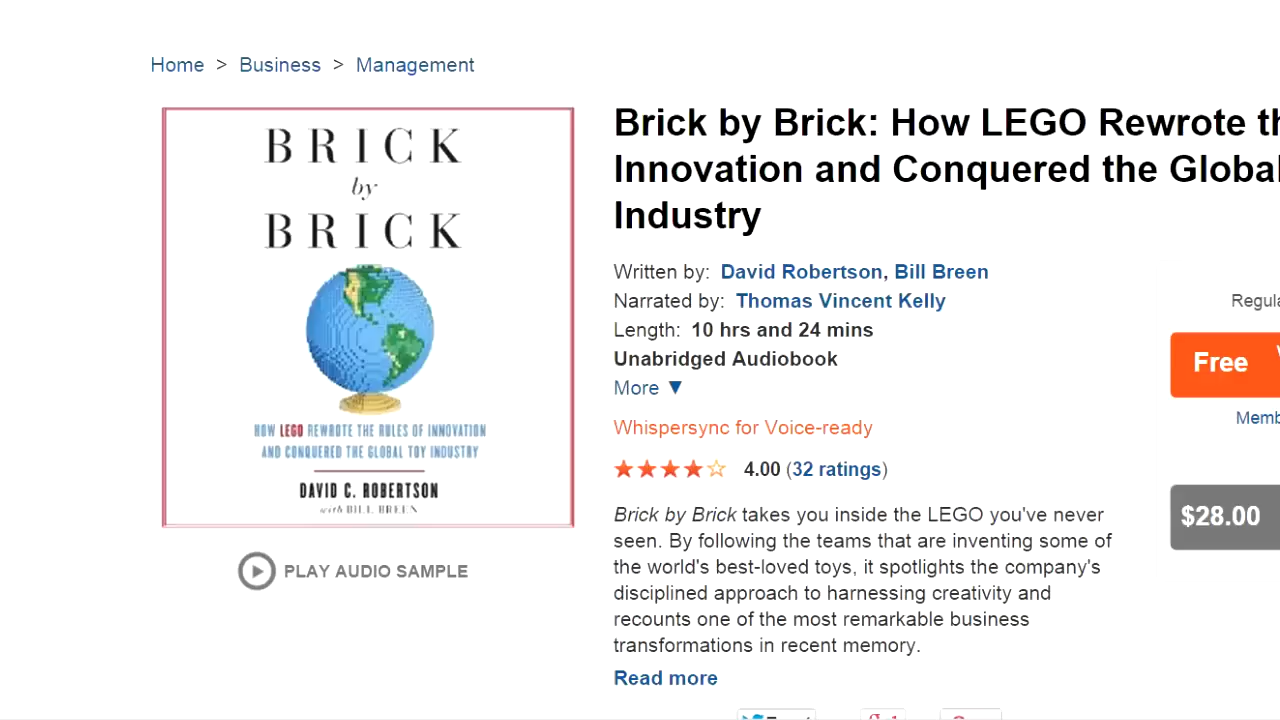 Home > Business > Management
BRICK
by
BRICK
HOW LEGO REWROTE THE RULES OF INNOVATION
AND CONQUERED THE GLOBAL TOY INDUSTRY
DAVID C. ROBERTSON
with BILL BREEN
PLAY AUDIO SAMPLE
Brick by Brick: How LEGO Rewrote th
Innovation and Conquered the Global
Industry
Written by: David Robertson, Bill Breen
Narrated by: Thomas Vincent Kelly
Length: 10 hrs and 24 mins
Unabridged Audiobook
More ▼
Whispersync for Voice-ready
4.00 (32 ratings)
Brick by Brick takes you inside the LEGO you've never
seen. By following the teams that are inventing some of
the world's best-loved toys, it spotlights the company's
disciplined approach to harnessing creativity and
recounts one of the most remarkable business
transformations in recent memory.
Read more
Regula
Free
Memb
$28.00